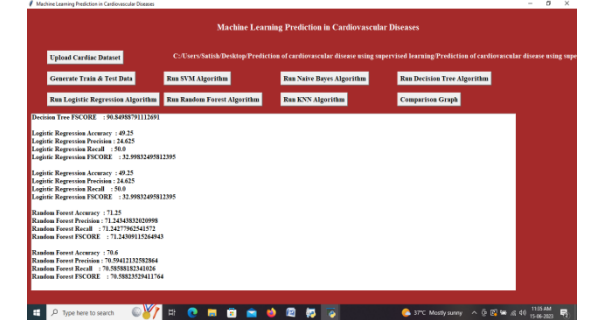 Machine Learning Prediction in Cardiovascular Diseases
Machine Learning Prediction in Cardiovascular Diseases
Upload Cardiac Dataset
C:/Users/Satish/Desktop/Prediction of cardiovascular disease using supervised learning/Prediction of cardiovascular disease using supe
Generate Train & Test Data
Run SVM Algorithm
Run Naive Bayes Algorithm
Run Decision Tree Algorithm
Run Logistic Regression Algorithm
Run Random Forest Algorithm
Run KNN Algorithm
Comparison Graph
Decision Tree FSCORE : 90.84988791112691
Logistic Regression Accuracy : 49.25
Logistic Regression Precision : 24.625
Logistic Regression Recall : 50.0
Logistic Regression FSCORE : 32.99832495812395
Logistic Regression Accuracy : 49.25
Logistic Regression Precision : 24.625
Logistic Regression Recall : 50.0
Logistic Regression FSCORE : 32.99832495812395
Random Forest Accuracy : 71.25
Random Forest Precision : 71.24343832020998
Random Forest Recall : 71.24277962541572
Random Forest FSCORE : 71.24309115264943
Random Forest Accuracy : 70.6
Random Forest Precision : 70.59412132582864
Random Forest Recall : 70.58588182341026
Random Forest FSCORE : 70.58823529411764
Type here to search
37°C Mostly sunny
11:35 AM
15-06-2023